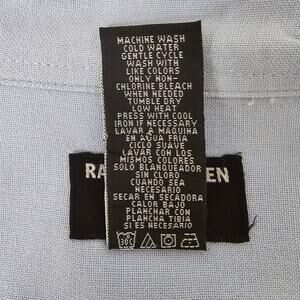 MACHINE WASH
COLD WATER
GENTLE CYCLE
WASH WITH
LIKE COLORS
ONLY NON-
CHLORINE BLEACH
WHEN NEEDED
TUMBLE DRY
LOW HEAT
PRESS WITH COOL
IRON IF NECESSARY
LAVAR A MAQUINA
EN AGUA FRIA
CICLO SUAVE
LAVAR CON LOS
MISMOS COLORES
SOLO BLANQUEADOR
SIN CLORO
CUANDO SEA
NECESARIO
SECAR EN SECADORA
CALOR BAJO
PLANCHAR CON
PLANCHA TIBIA
SI ES NECESARIO
30C
RA EN